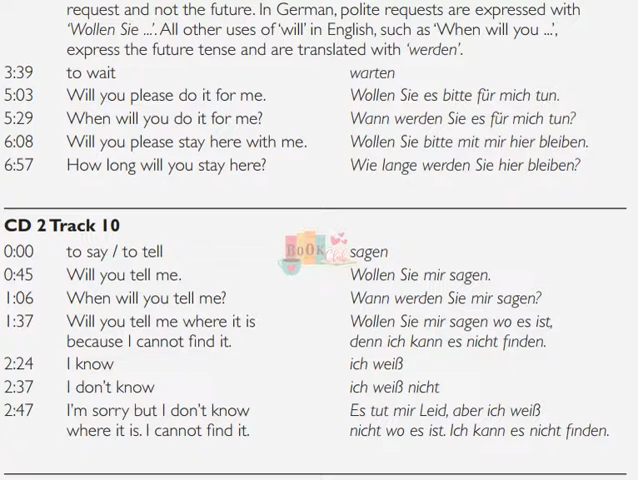 request and not the future. In German, polite requests are expressed with
'Wollen Sie ...'. All other uses of 'will' in English, such as 'When will you ...',
express the future tense and are translated with 'werden'.
3:39 to wait warten
5:03 Will you please do it for me. Wollen Sie es bitte für mich tun.
5:29 When will you do it for me? Wann werden Sie es für mich tun?
6:08 Will you please stay here with me. Wollen Sie bitte mit mir hier bleiben.
6:57 How long will you stay here? Wie lange werden Sie hier bleiben?
CD 2 Track 10
0:00 to say / to tell sagen
BOOK
Club
0:45 Will you tell me. Wollen Sie mir sagen.
1:06 When will you tell me? Wann werden Sie mir sagen?
1:37 Will you tell me where it is Wollen Sie mir sagen wo es ist,
because I cannot find it. denn ich kann es nicht finden.
2:24 I know ich weiß
2:37 I don't know ich weiß nicht
2:47 I'm sorry but I don't know Es tut mir Leid, aber ich weiß
where it is. I cannot find it. nicht wo es ist. Ich kann es nicht finden.